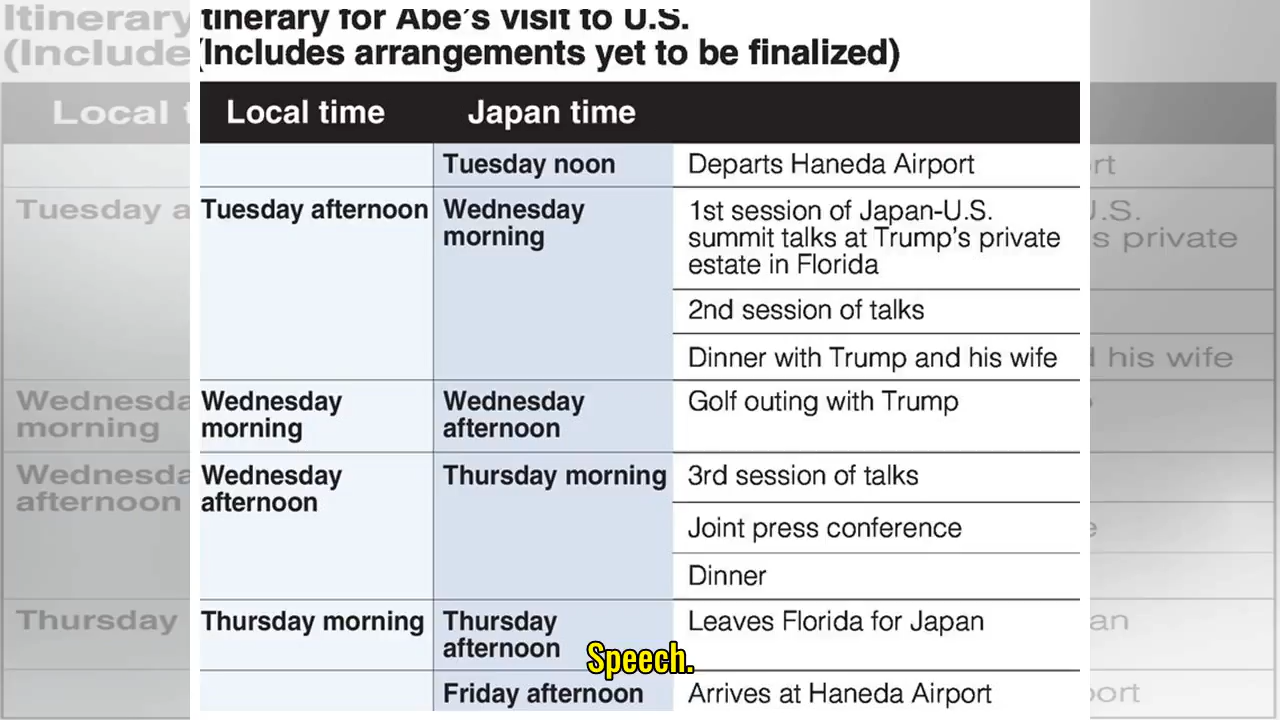 tinerary for Abe's visit to U.S.
(Includes arrangements yet to be finalized)
Local time Japan time
Tuesday noon Departs Haneda Airport
Tuesday afternoon Wednesday morning 1st session of Japan-U.S.
summit talks at Trump's private
estate in Florida
2nd session of talks
Dinner with Trump and his wife
Wednesday morning Wednesday afternoon Golf outing with Trump
Wednesday afternoon Thursday morning 3rd session of talks
Joint press conference
Dinner
Thursday morning Thursday afternoon Leaves Florida for Japan
Friday afternoon Arrives at Haneda Airport
Speech.